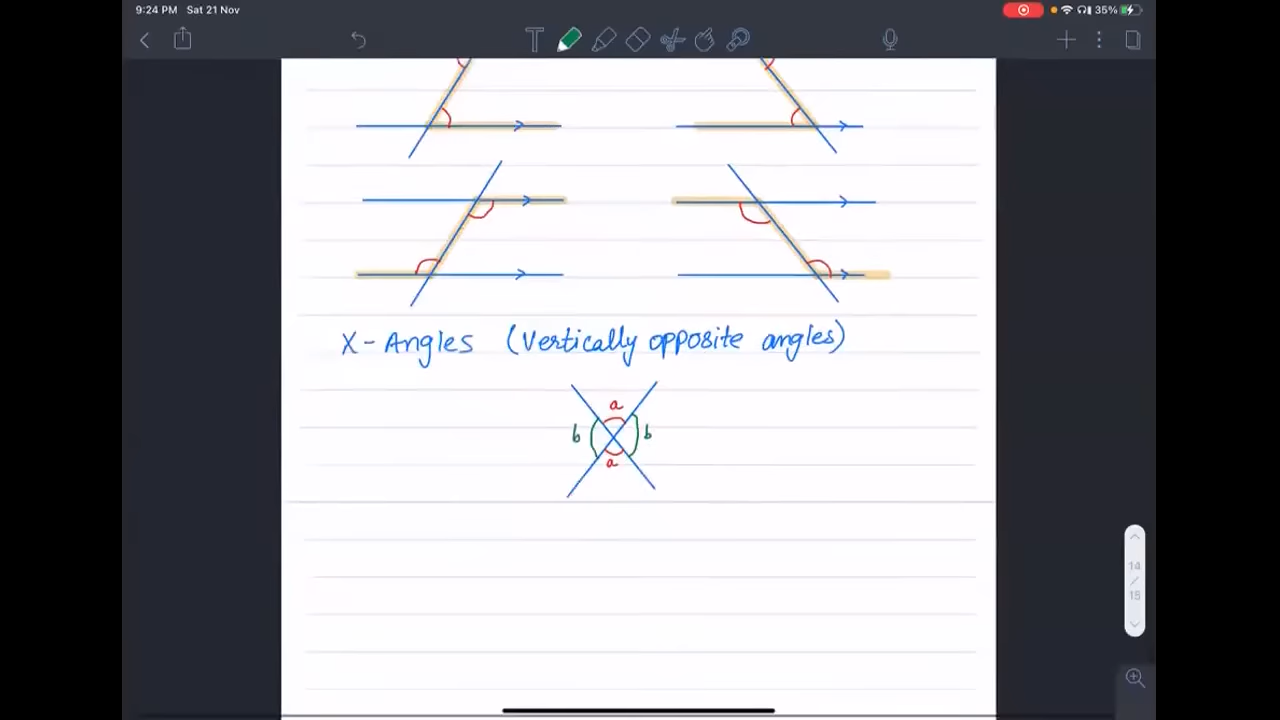 9:24 PM Sat 21 Nov
35%
T
X - Angles (Vertically opposite angles)
a
b b
a
14
/
15